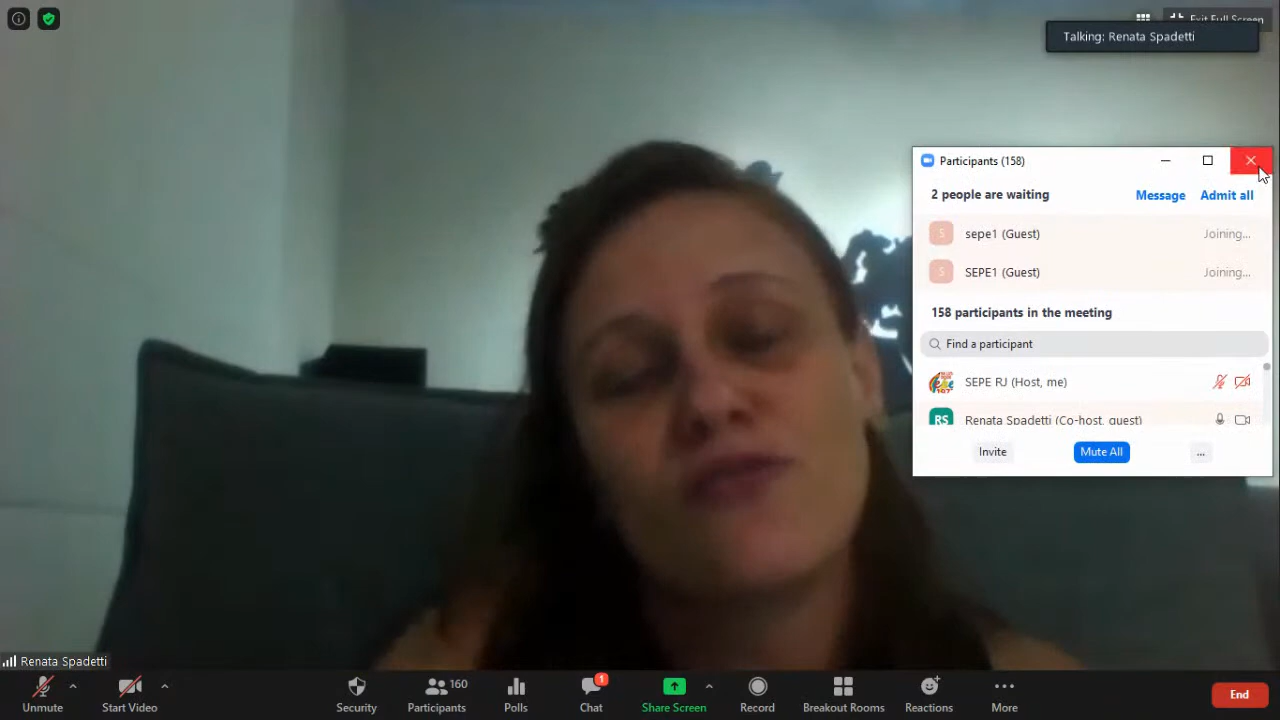 Exit Full Screen
Talking: Renata Spadetti
Participants (158)
2 people are waiting
Message
Admit all
S
sepe1 (Guest)
Joining...
S
SEPE1 (Guest)
Joining...
158 participants in the meeting
Find a participant
SEPE RJ (Host, me)
RS
Renata Spadetti (Co-host, guest)
Invite
Mute All
...
Renata Spadetti
160
1
Unmute
Start Video
Security
Participants
Polls
Chat
Share Screen
Record
Breakout Rooms
Reactions
More
End